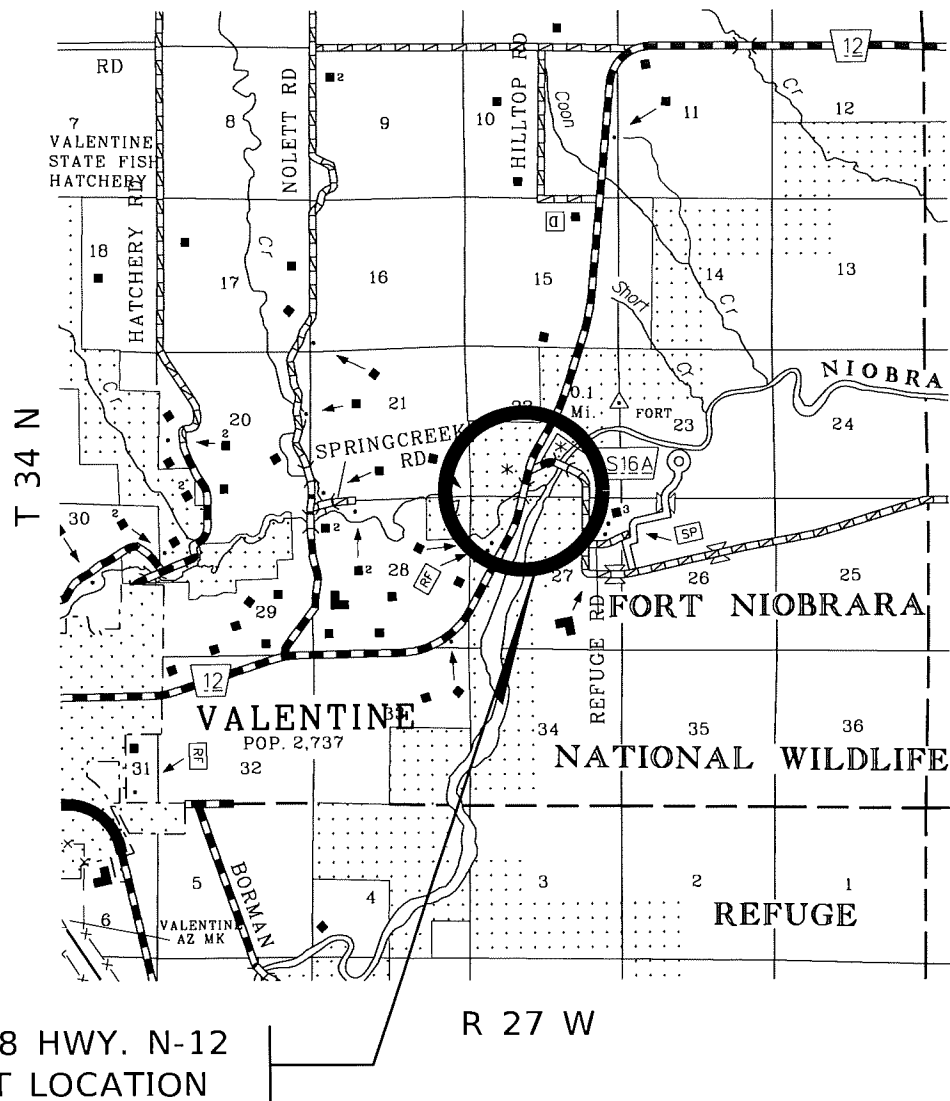 12
RD
NOLETT RD
HILLTOP RD
Coon
Cr
7
8
9
10
11
12
VALENTINE
STATE FISH
HATCHERY
HATCHERY RD
Cr
18
17
16
15
14
13
Short
Cr
Cr
NIOBRA
Cr
20
21
22
0.1
Mi.
FORT
23
24
SPRINGCREEK
RD
S16A
T 34 N
30
29
28
RF
27
SP
26
25
2
2
2
2
2
2
3
FORT NIOBRARA
REFUGE RD
12
VALENTINE
POP. 2,737
33
34
35
36
NATIONAL WILDLIFE
31
RF
32
BORMAN
5
4
3
2
1
6
VALENTINE
AZ MK
REFUGE
R 27 W
8 HWY. N-12
T LOCATION